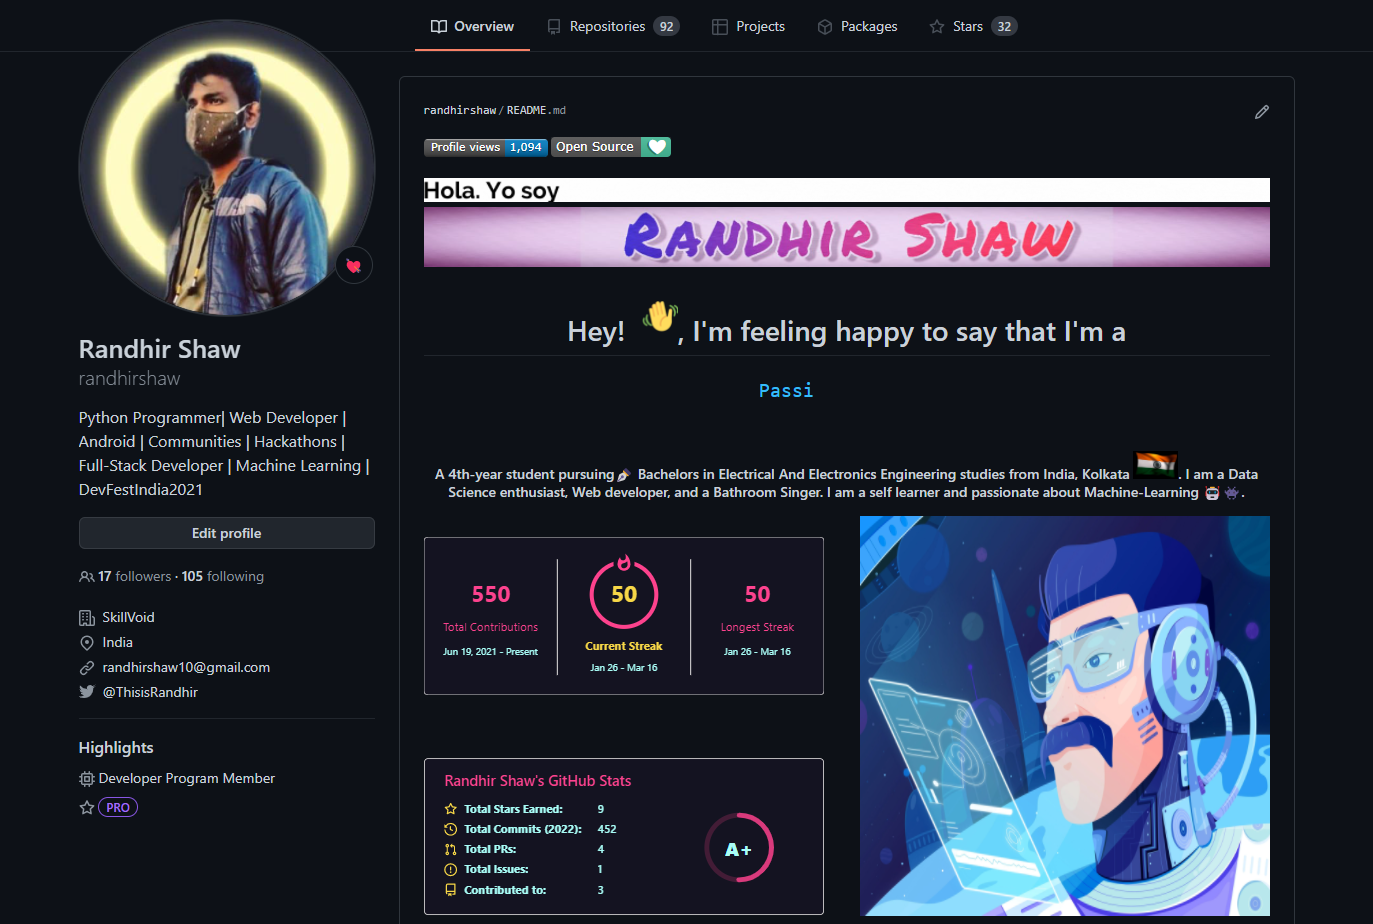 Overview
Repositories 92
Projects
Packages
Stars 32
Randhir Shaw
randhirshaw
Python Programmer| Web Developer |
Android | Communities | Hackathons |
Full-Stack Developer | Machine Learning |
DevFestIndia2021
Edit profile
17 followers · 105 following
SkillVoid
India
randhirshaw10@gmail.com
@ThisisRandhir
Highlights
Developer Program Member
PRO
randhirshaw/README.md
Profile views 1,094
Open Source
Hola. Yo soy
RANDHIR SHAW
Hey! 👋, I'm feeling happy to say that I'm a
Passi
A 4th-year student pursuing Bachelors in Electrical And Electronics Engineering studies from India, Kolkata . I am a Data
Science enthusiast, Web developer, and a Bathroom Singer. I am a self learner and passionate about Machine-Learning 🤖 👾.
550
Total Contributions
Jun 19, 2021 - Present
50
Current Streak
Jan 26 - Mar 16
50
Longest Streak
Jan 26 - Mar 16
Randhir Shaw's GitHub Stats
Total Stars Earned: 9
Total Commits (2022): 452
Total PRs: 4
Total Issues: 1
Contributed to: 3
A+